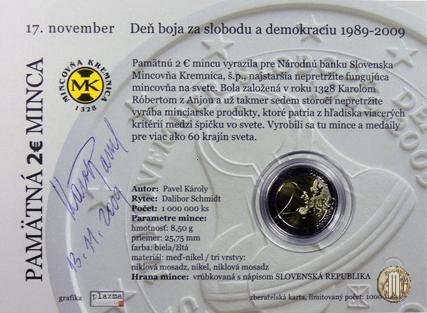 17. november Deň boja za slobodu a demokraciu 1989-2009
MINCOVŇA KREMNICA
MK
1328
PAMÄTNÁ 2€ MINCA
Pamätnú 2 € mincu vyrazila pre Národnú banku Slovenska
Mincovňa Kremnica, š.p., najstaršia nepretržite fungujúca
mincovňa na svete. Bola založená v roku 1328 Karolom
Róbertom z Anjou a už takmer sedem storočí nepretržite
vyrába minciarske produkty, ktoré patria z hľadiska viacerých
kritérií medzi špičku vo svete. Vyrobili sa tu mince a medaily
pre viac ako 60 krajín sveta.
Autor: Pavel Károly
Rytec: Dalibor Schmidt
Počet: 1 000 000 ks
Parametre mince:
hmotnosť: 8,50 g
priemer: 25,75 mm
farba: biela/žltá
materiál: meď-nikel / tri vrstvy:
niklová mosadz, nikel, niklová mosadz
Hrana mince: vrúbkovaná s nápisom SLOVENSKÁ REPUBLIKA
2
13. 11. 2009
grafika plazma
zberateľská karta, limitovaný počet: